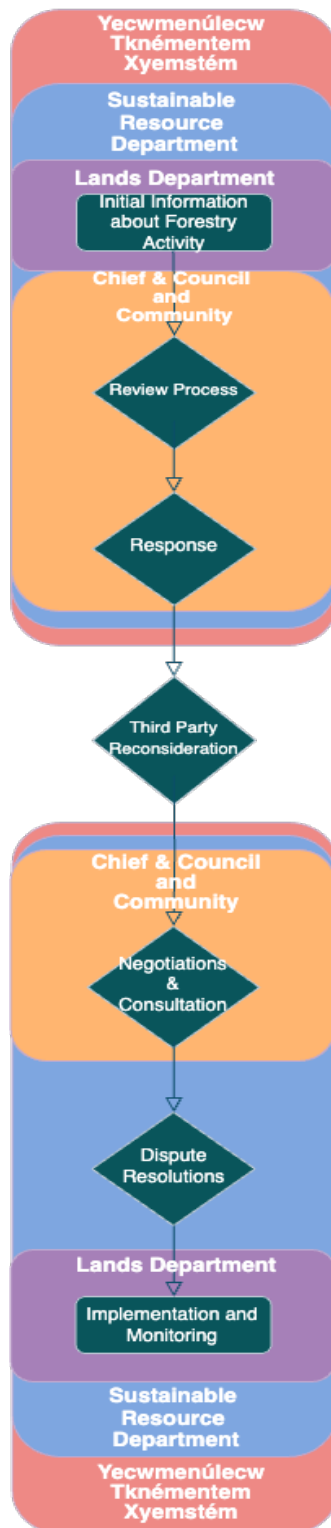 Yecwmenúlecw
Tknémentem
Xyemstém
Sustainable
Resource
Department
Lands Department
Initial Information
about Forestry
Activity
Chief & Council
and
Community
Review Process
Response
Third Party
Reconsideration
Chief & Council
and
Community
Negotiations
&
Consultation
Dispute
Resolutions
Lands Department
Implementation and
Monitoring
Sustainable
Resource
Department
Yecwmenúlecw
Tknémentem
Xyemstém